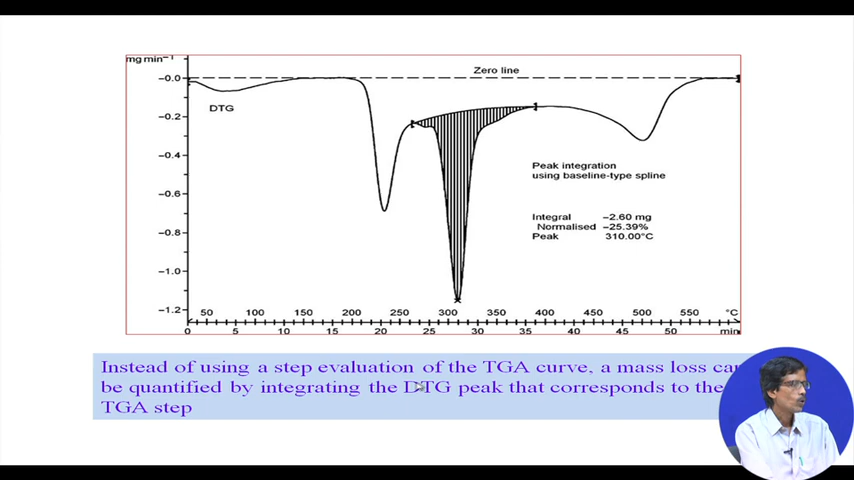 mg min⁻¹
Zero line
-0.0
DTG
-0.2
-0.4
Peak integration
using baseline-type spline
-0.6
Integral -2.60 mg
Normalised -25.39%
Peak 310.00°C
-0.8
-1.0
-1.2
50 100 150 200 250 300 350 400 450 500 550 °C
0 5 10 15 20 25 30 35 40 45 50 min
Instead of using a step evaluation of the TGA curve, a mass loss
be quantified by integrating the DTG peak that corresponds to the
TGA step